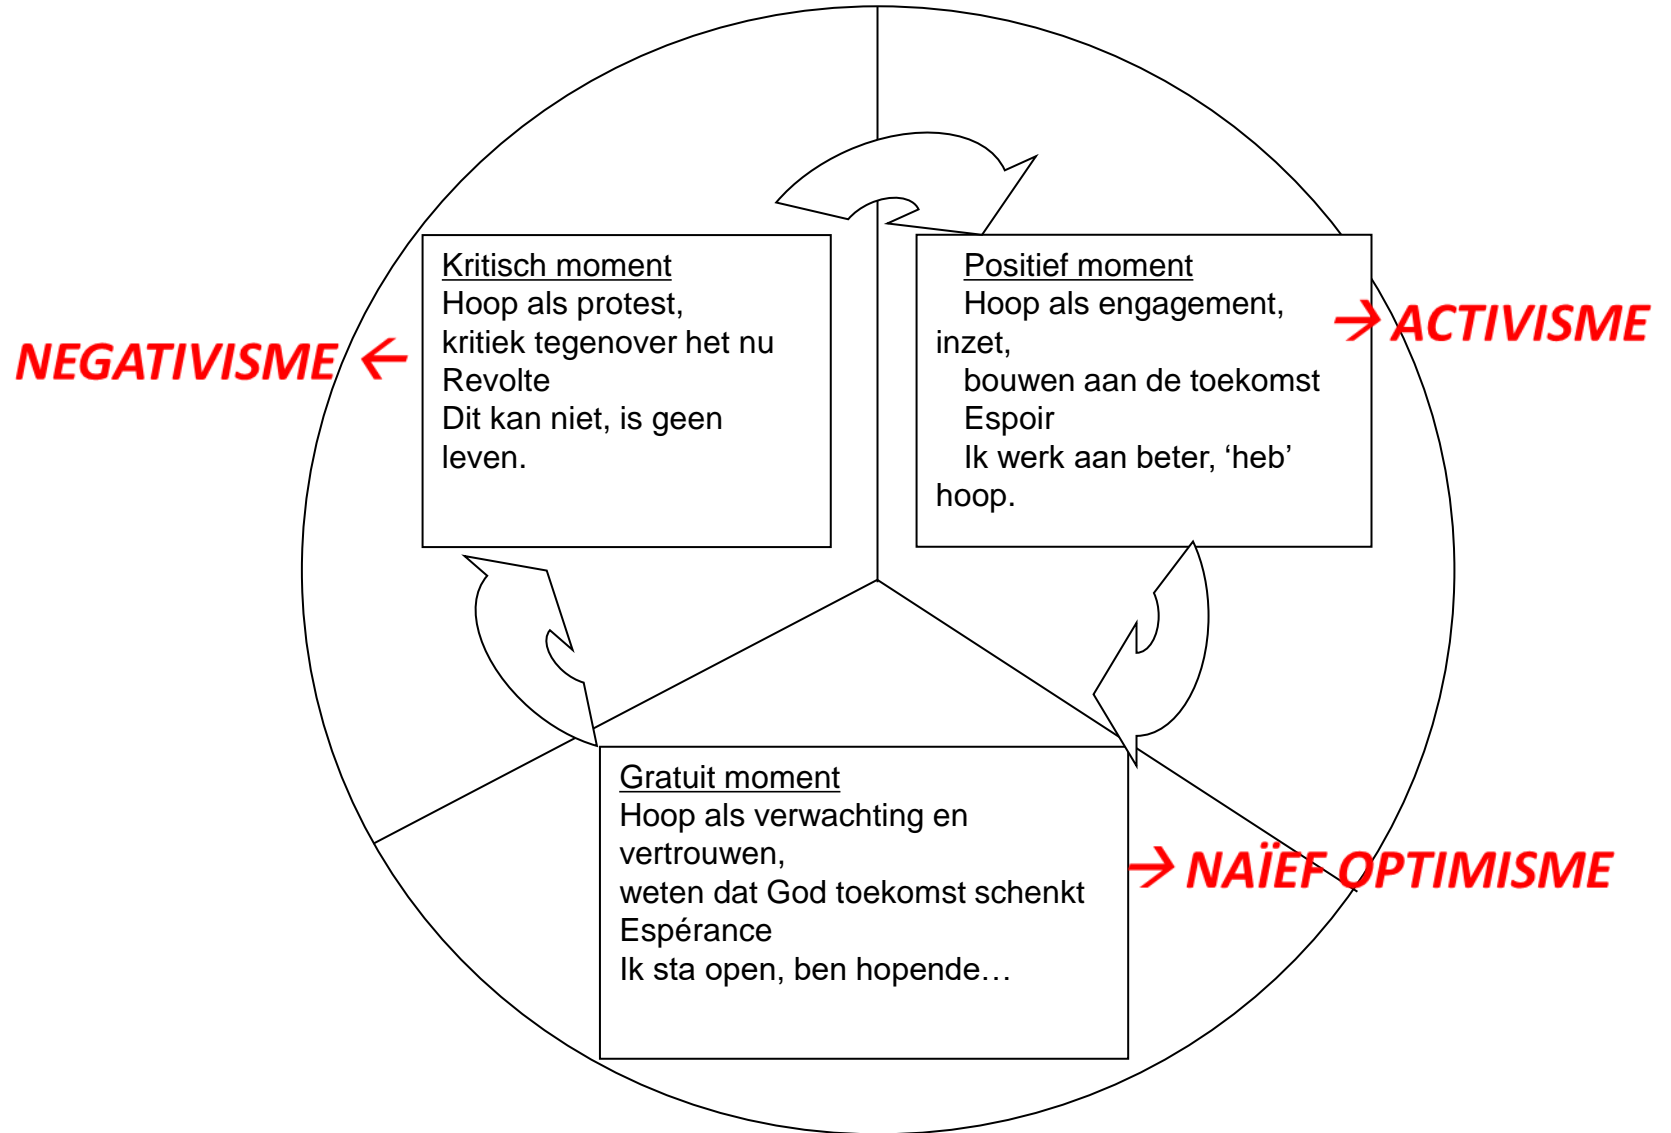 Kritisch moment
Hoop als protest,
kritiek tegenover het nu
Revolte
Dit kan niet, is geen
leven.
NEGATIVISME ←
Positief moment
Hoop als engagement,
inzet,
bouwen aan de toekomst
Espoir
Ik werk aan beter, ‘heb’
hoop.
→ ACTIVISME
Gratuit moment
Hoop als verwachting en
vertrouwen,
weten dat God toekomst schenkt
Espérance
Ik sta open, ben hopende…
→ NAÏEF OPTIMISME